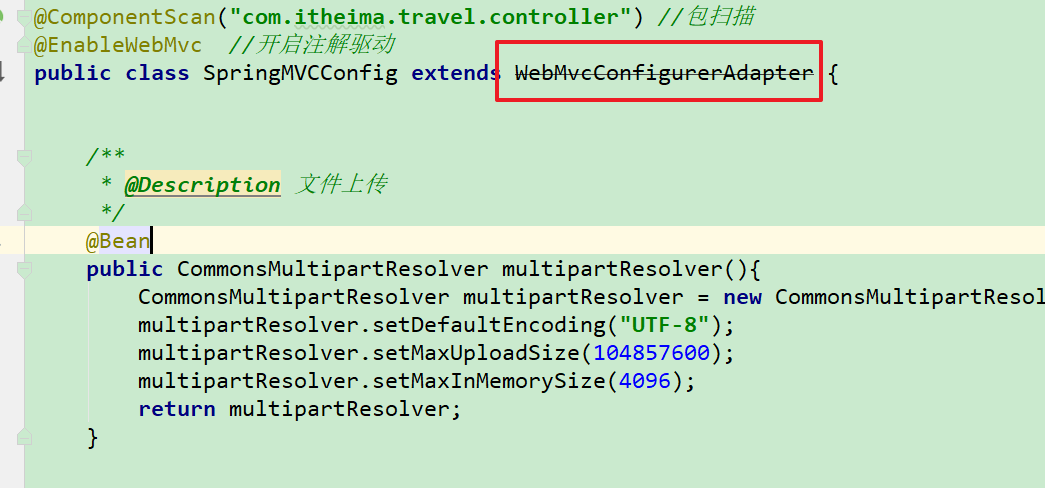 @ComponentScan("com.itheima.travel.controller") //包扫描
@EnableWebMvc  //开启注解驱动
public class SpringMVCConfig extends WebMvcConfigurerAdapter {
/**
* @Description 文件上传
*/
@Bean
public CommonsMultipartResolver multipartResolver(){
CommonsMultipartResolver multipartResolver = new CommonsMultipartResol
multipartResolver.setDefaultEncoding("UTF-8");
multipartResolver.setMaxUploadSize(104857600);
multipartResolver.setMaxInMemorySize(4096);
return multipartResolver;
}